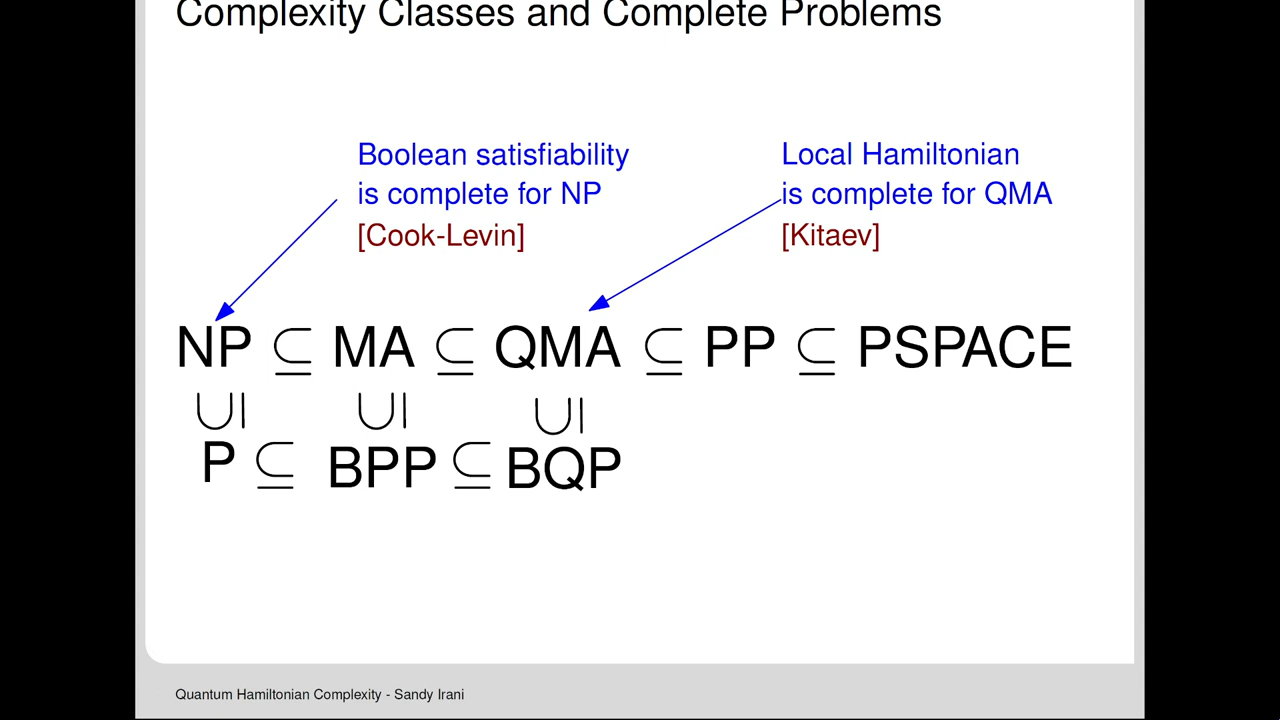 Complexity Classes and Complete Problems
Boolean satisfiability
is complete for NP
[Cook-Levin]
Local Hamiltonian
is complete for QMA
[Kitaev]
NP ⊆ MA ⊆ QMA ⊆ PP ⊆ PSPACE
∪| ∪| ∪|
P ⊆ BPP ⊆ BQP
Quantum Hamiltonian Complexity - Sandy Irani